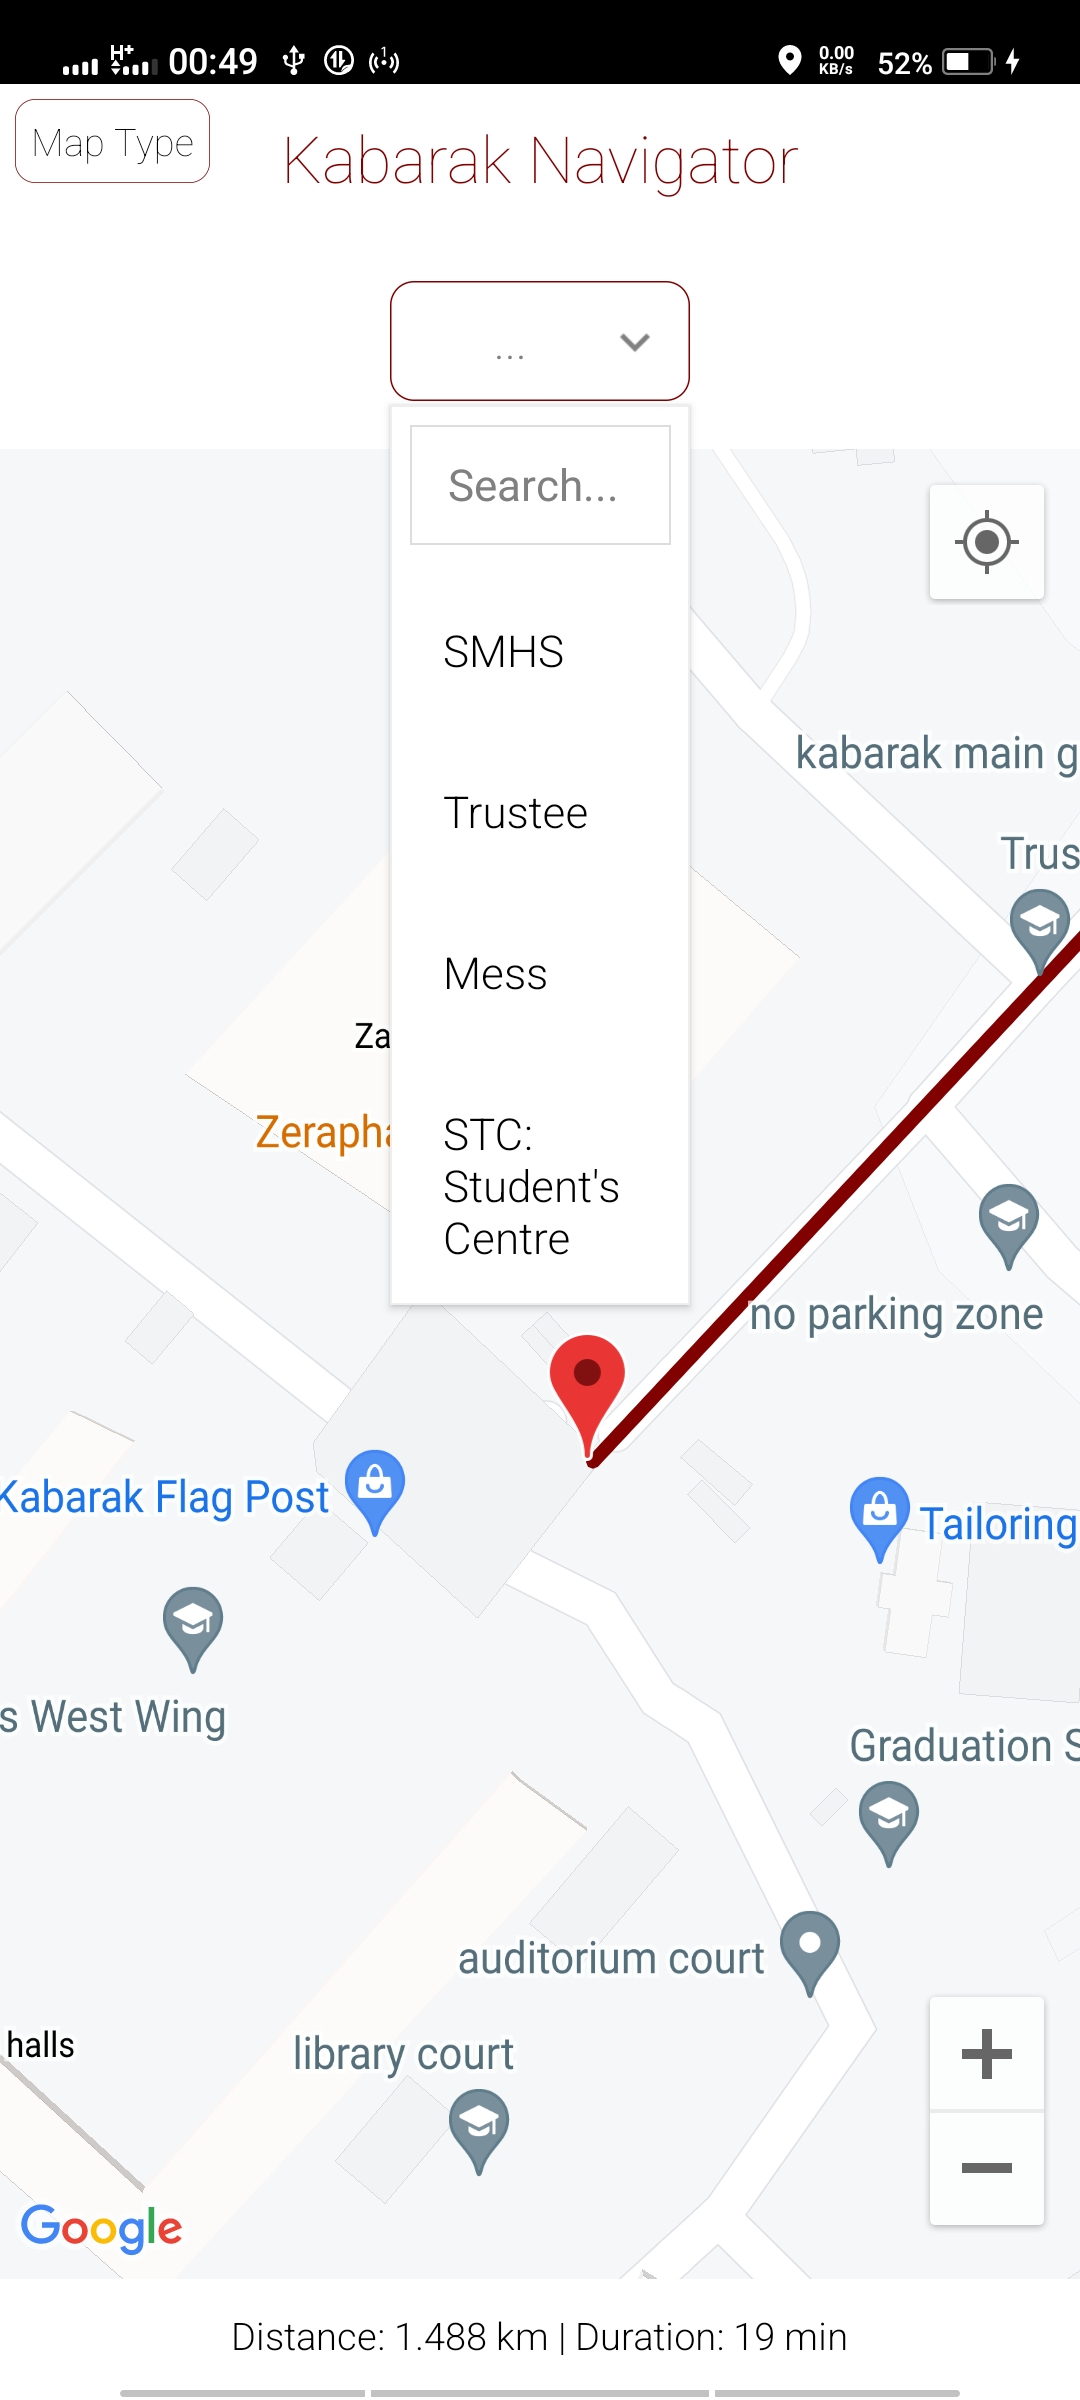 H+ 00:49 1 0.00 KB/s 52%
Map Type
Kabarak Navigator
...
Search...
SMHS
kabarak main g
Trustee
Trus
Mess
Za
Zerapha
STC:
Student's
Centre
no parking zone
Kabarak Flag Post
Tailoring
s West Wing
Graduation S
auditorium court
halls
library court
Google
Distance: 1.488 km | Duration: 19 min